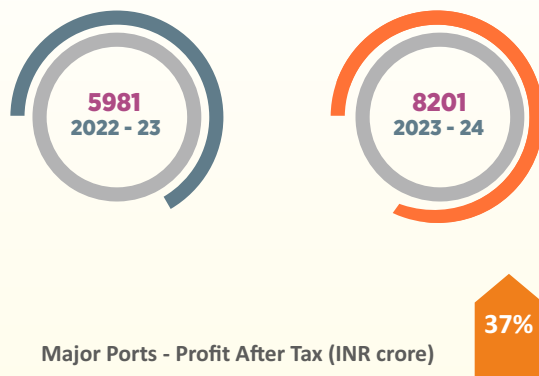 5981
2022 - 23
8201
2023 - 24
37%
Major Ports - Profit After Tax (INR crore)